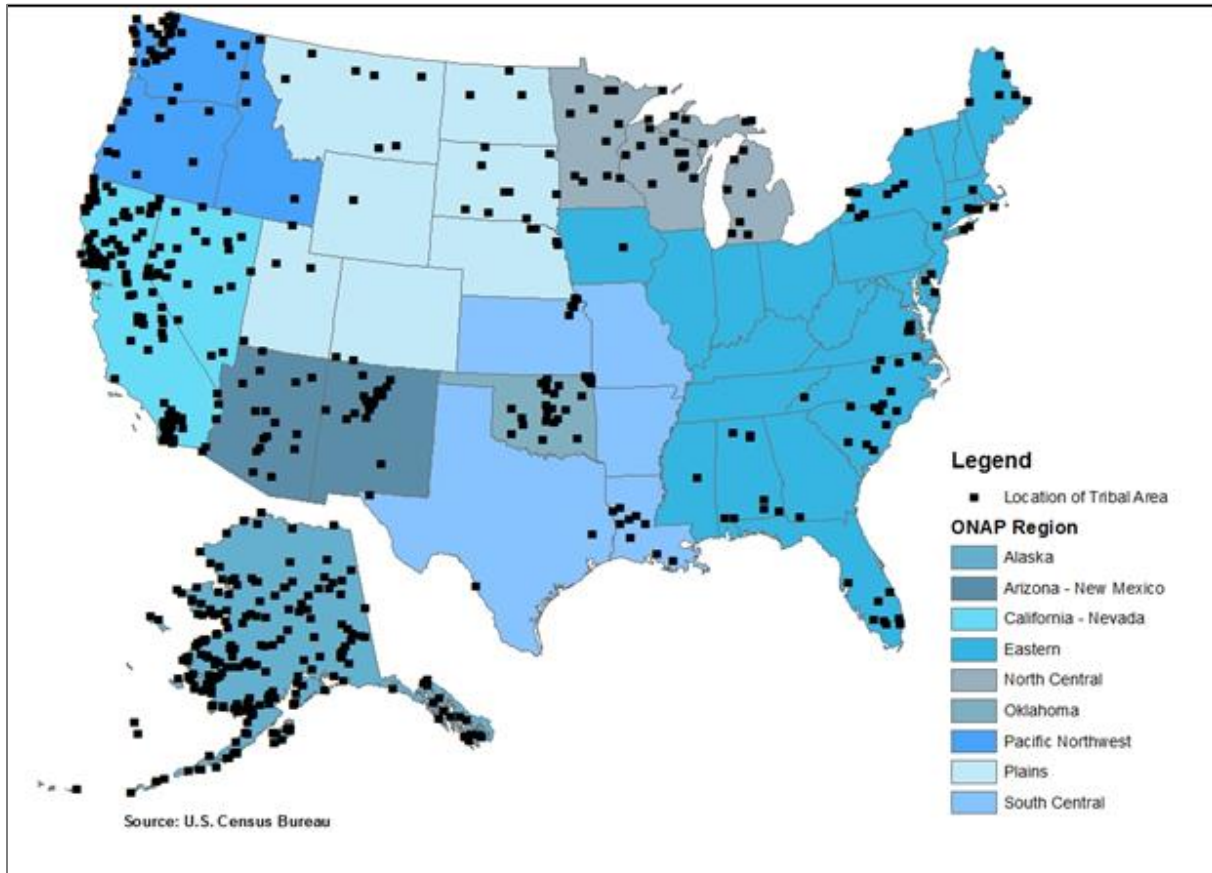 Legend
Location of Tribal Area
ONAP Region
Alaska
Arizona - New Mexico
California - Nevada
Eastern
North Central
Oklahoma
Pacific Northwest
Plains
South Central
Source: U.S. Census Bureau